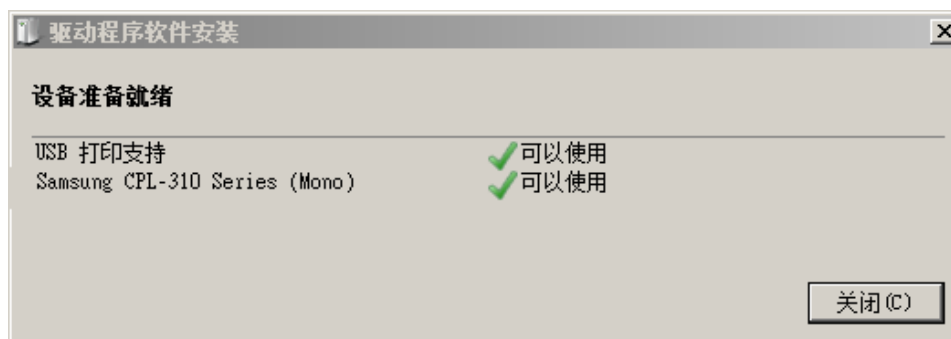 驱动程序软件安装
设备准备就绪
USB 打印支持 可以使用
Samsung CPL-310 Series (Mono) 可以使用
关闭(C)